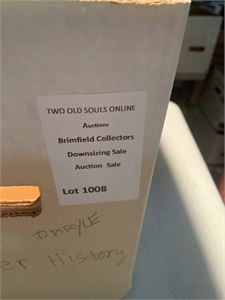 TWO OLD SOULS ONLINE
Auctions
Brimfield Collectors
Downsizing Sale
Auction Sale
Lot 1008
History